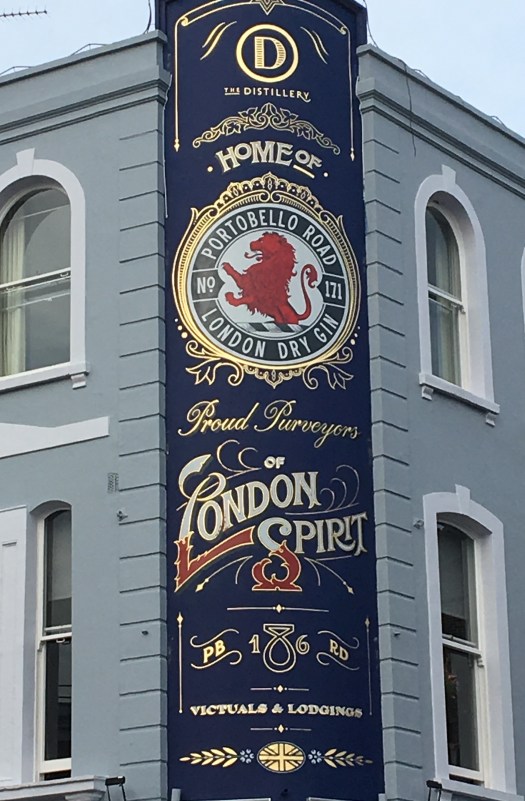 D
THE DISTILLERY
HOME OF
PORTOBELLO ROAD
Nº 171
LONDON DRY GIN
Proud Purveyors
OF
LONDON
SPIRIT
PB 186 RD
VICTUALS & LODGINGS